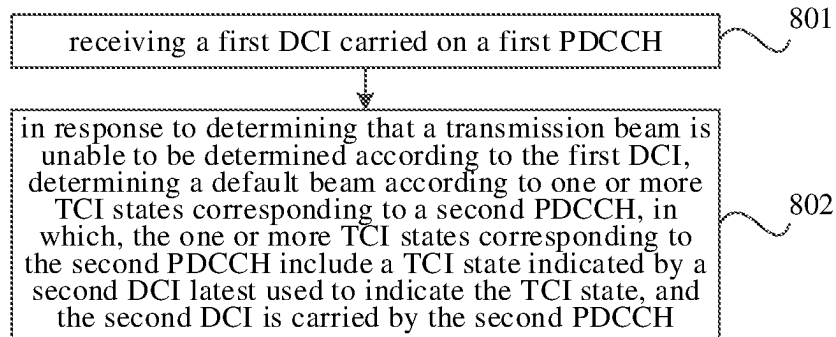 receiving a first DCI carried on a first PDCCH
801
in response to determining that a transmission beam is
unable to be determined according to the first DCI,
determining a default beam according to one or more
TCI states corresponding to a second PDCCH, in
which, the one or more TCI states corresponding to
the second PDCCH include a TCI state indicated by a
second DCI latest used to indicate the TCI state, and
the second DCI is carried by the second PDCCH
802